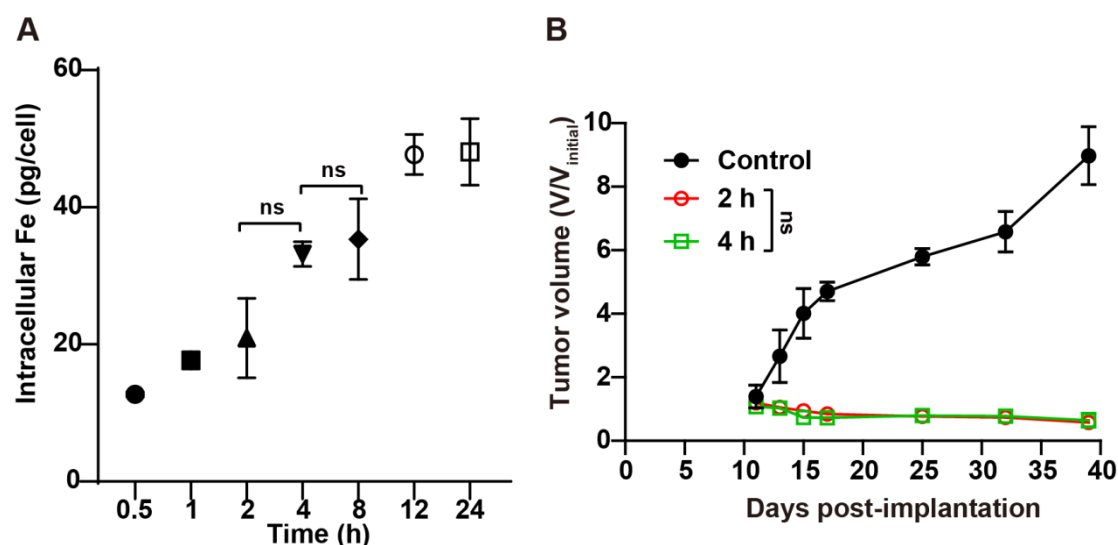 A
Intracellular Fe (pg/cell)
60
40
20
0
ns
ns
0.5 1 2 4 8 12 24
Time (h)
B
Tumor volume (V/Vinitial)
10
8
6
4
2
0
Control
2 h
4 h
ns
0 5 10 15 20 25 30 35 40
Days post-implantation